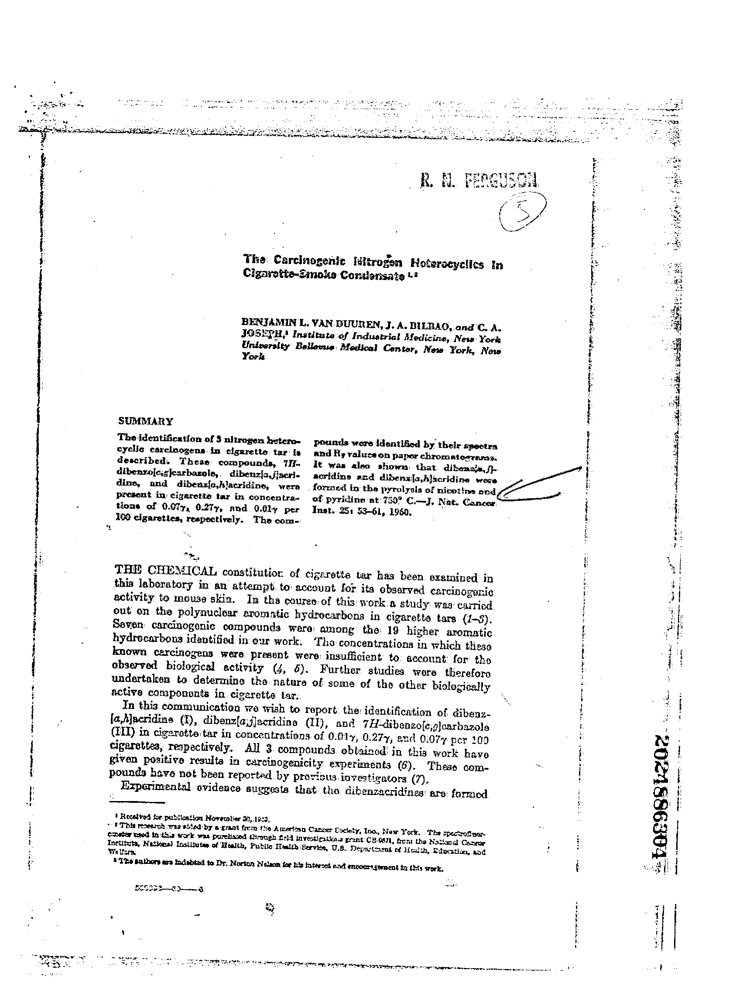 R. N. FERGUSON
5
The Carcinogenic Nitrogen Heterocyclics in
Cigarette-Smoke Condensate 1,2
BENJAMIN L. VAN DUUREN, J. A. BILBAO, and C. A.
JOSEPH,3 Institute of Industrial Medicine, New York
University Bellevue Medical Center, New York, New
York
SUMMARY
The identification of 3 nitrogen hetero-
cyclic carcinogens in cigarette tar is
described. These compounds, 7H-
dibenzo[c,g]carbazole, dibenz[a,j]acri-
dine, and dibenz[a,h]acridine, were
present in cigarette tar in concentra-
tions of 0.07γ, 0.27γ, and 0.01γ per
100 cigarettes, respectively. The com-
pounds were identified by their spectra
and Rf values on paper chromatograms.
It was also shown that dibenz[a,j]-
acridine and dibenz[a,h]acridine were
formed in the pyrolysis of nicotine and
of pyridine at 750° C.—J. Nat. Cancer
Inst. 25: 53-61, 1960.
THE CHEMICAL constitution of cigarette tar has been examined in
this laboratory in an attempt to account for its observed carcinogenic
activity to mouse skin. In the course of this work a study was carried
out on the polynuclear aromatic hydrocarbons in cigarette tars (1-3).
Seven carcinogenic compounds were among the 19 higher aromatic
hydrocarbons identified in our work. The concentrations in which these
known carcinogens were present were insufficient to account for the
observed biological activity (4, 5). Further studies were therefore
undertaken to determine the nature of some of the other biologically
active components in cigarette tar.
In this communication we wish to report the identification of dibenz-
[a,h]acridine (I), dibenz[a,j]acridine (II), and 7H-dibenzo[c,g]carbazole
(III) in cigarette tar in concentrations of 0.01γ, 0.27γ, and 0.07γ per 100
cigarettes, respectively. All 3 compounds obtained in this work have
given positive results in carcinogenicity experiments (6). These com-
pounds have not been reported by previous investigators (7).
Experimental evidence suggests that the dibenzacridines are formed
1 Received for publication November 30,
2 This research was aided by a grant from the American Cancer Society, Inc., New York. The spectrofluor-
ometer used in this work was purchased through field investigations grant from the National Cancer
Institute, National Institutes of Health, Public Health Service, U.S. Department of Health, Education, and
Welfare.
3 The authors are indebted to Dr. Norton Nelson for his interest and encouragement in this work.
2021886304